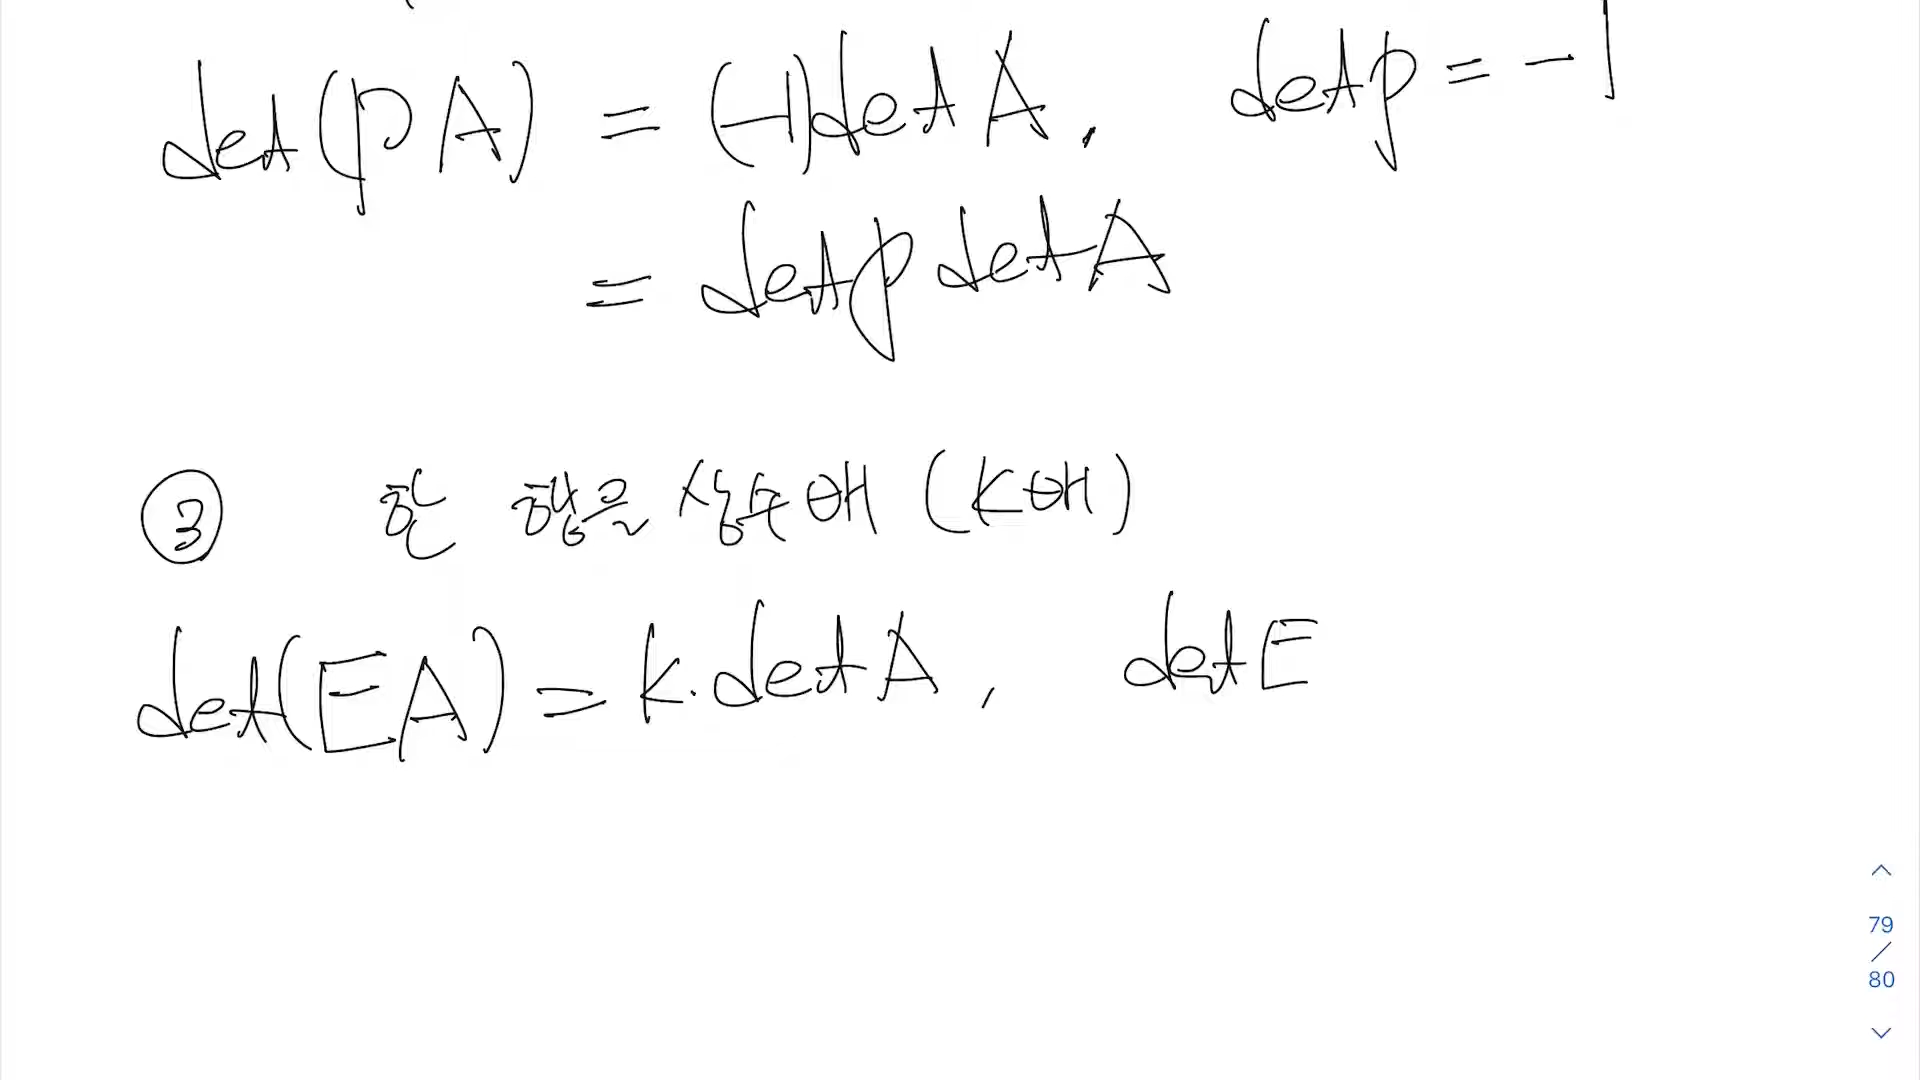 det(PA) = (-1)detA, detP = -1
= detP detA
③ 한 행을 상수배 (K배)
det(EA) = k·detA, detE
79
/
80